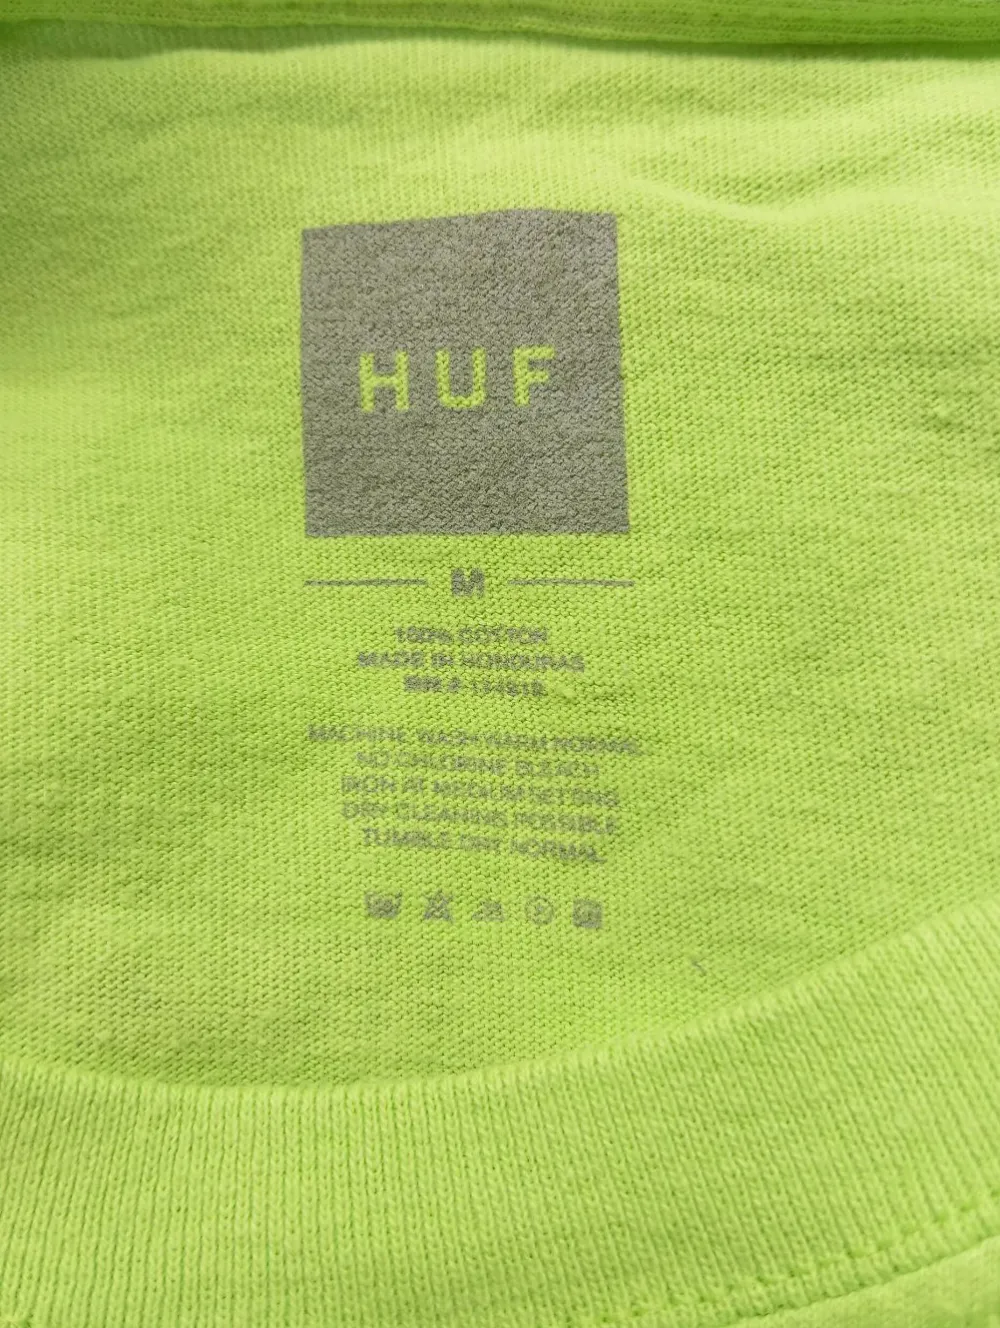 HUF
M
100% COTTON
MADE IN HONDURAS
RN #
MACHINE WASH WARM NORMAL
NO CHLORINE BLEACH
IRON AT MEDIUM SETTING
DRY CLEANING POSSIBLE
TUMBLE DRY NORMAL